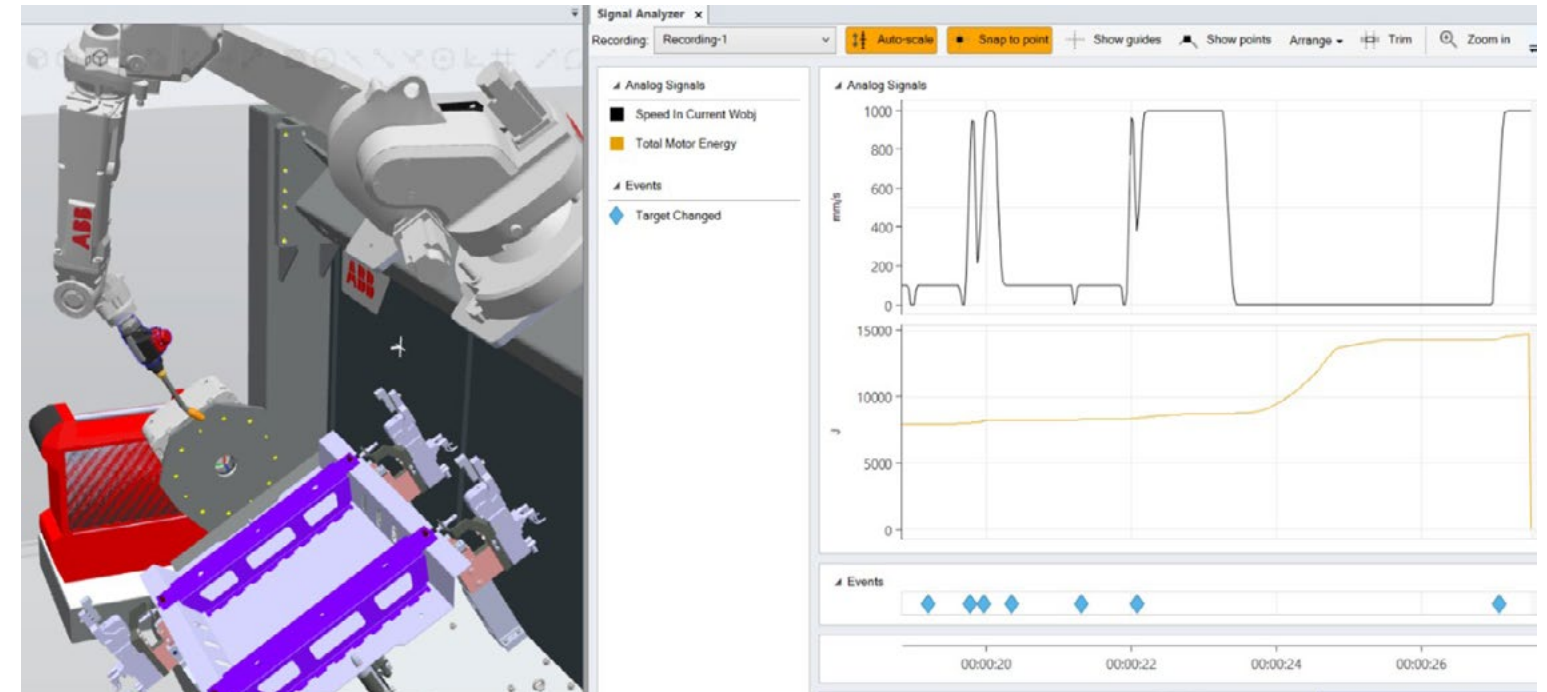 Signal Analyzer x
Recording: Recording-1 Auto-scale Snap to point Show guides Show points Arrange Trim Zoom in
Analog Signals
Speed In Current Wobj
Total Motor Energy
Events
Target Changed
Analog Signals
1000
800
600
400
200
0
mm/s
15000
10000
5000
0
J
Events
00:00:20 00:00:22 00:00:24 00:00:26
ABB
ABB
ABB